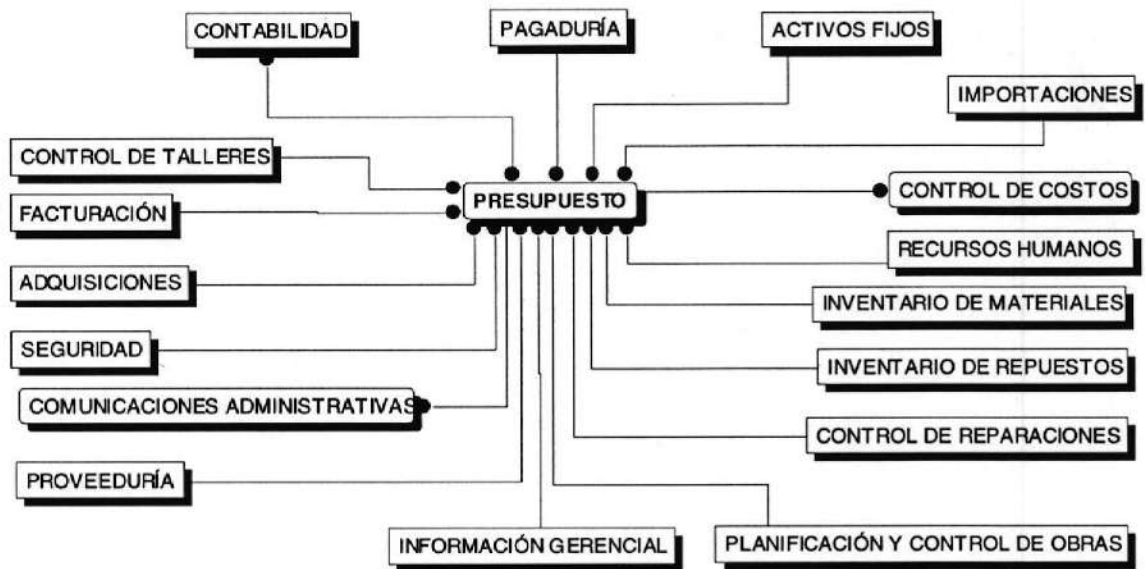 CONTABILIDAD
PAGADURÍA
ACTIVOS FIJOS
IMPORTACIONES
CONTROL DE TALLERES
PRESUPUESTO
CONTROL DE COSTOS
FACTURACIÓN
RECURSOS HUMANOS
ADQUISICIONES
INVENTARIO DE MATERIALES
SEGURIDAD
INVENTARIO DE REPUESTOS
COMUNICACIONES ADMINISTRATIVAS
CONTROL DE REPARACIONES
PROVEEDURÍA
INFORMACIÓN GERENCIAL
PLANIFICACIÓN Y CONTROL DE OBRAS